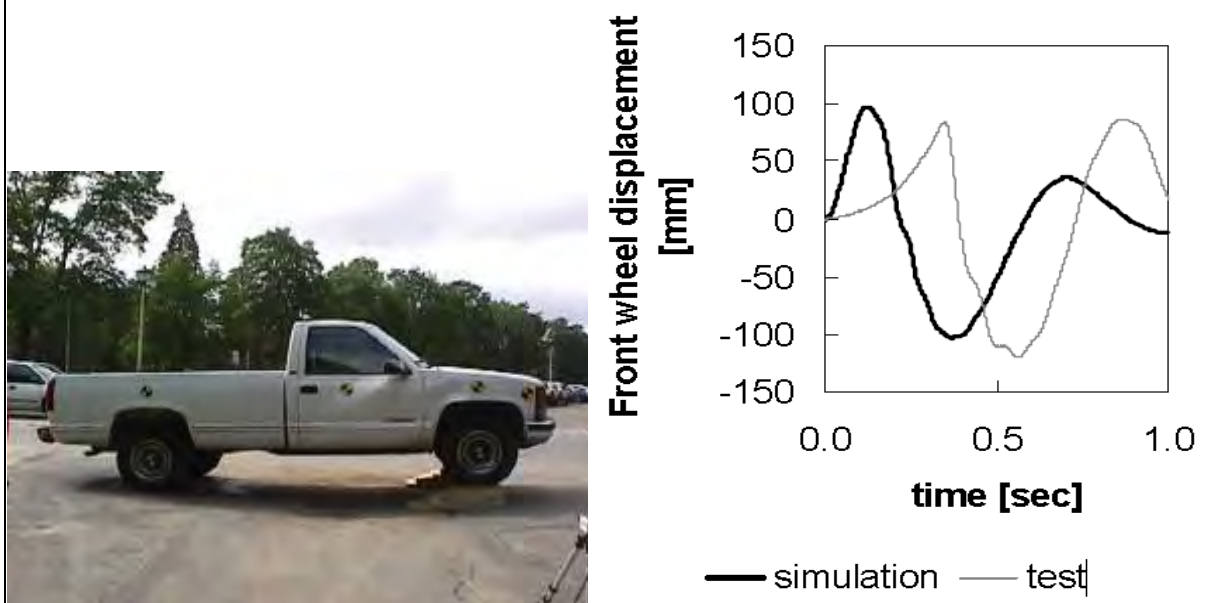 Front wheel displacement
[mm]
150
100
50
0
-50
-100
-150
0.0 0.5 1.0
time [sec]
simulation test